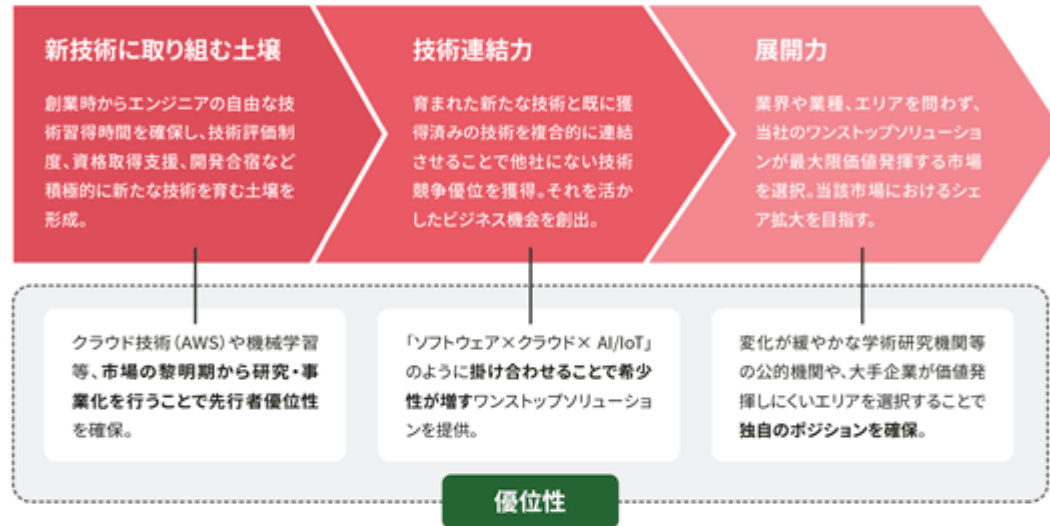 新技術に取り組む土壌
創業時からエンジニアの自由な技
術習得時間を確保し、技術評価制
度、資格取得支援、開発合宿など
積極的に新たな技術を育む土壌を
形成。
技術連結力
育まれた新たな技術と既に獲
得済みの技術を複合的に連結
させることで他社にない技術
競争優位を獲得。それを活か
したビジネス機会を創出。
展開力
業界や業種、エリアを問わず、
当社のワンストップソリューショ
ンが最大限価値発揮する市場
を選択。当該市場におけるシェ
ア拡大を目指す。
クラウド技術(AWS)や機械学習
等、市場の黎明期から研究・事
業化を行うことで先行者優位性
を確保。
「ソフトウェア×クラウド× AI/IoT」
のように掛け合わせることで希少
性が増すワンストップソリューショ
ンを提供。
変化が緩やかな学術研究機関等
の公的機関や、大手企業が価値発
揮しにくいエリアを選択することで
独自のポジションを確保。
優位性